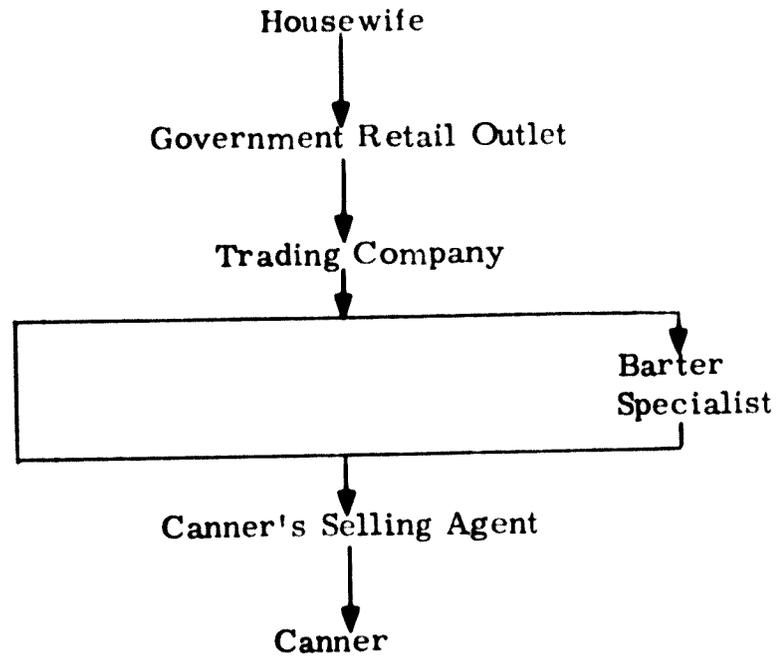 Housewife
Government Retail Outlet
Trading Company
Barter
Specialist
Canner's Selling Agent
Canner